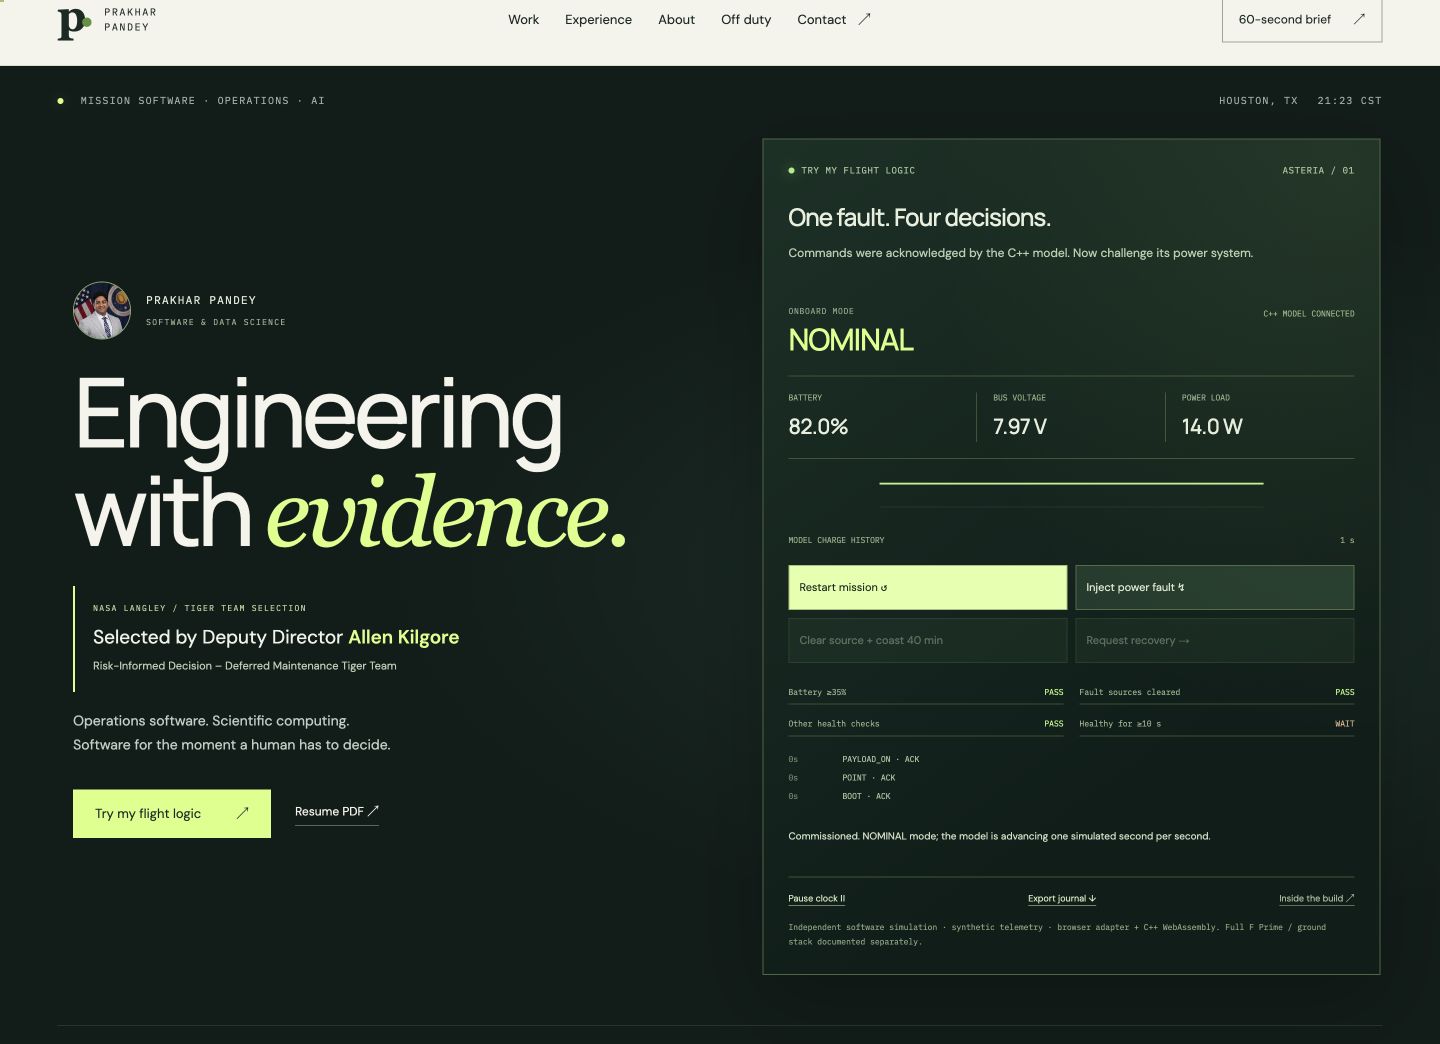 PRAKHAR
PANDEY
Work Experience About Off duty Contact ↗
60-second brief ↗
MISSION SOFTWARE · OPERATIONS · AI
HOUSTON, TX 21:23 CST
PRAKHAR PANDEY
SOFTWARE & DATA SCIENCE
Engineering
with evidence.
NASA LANGLEY / TIGER TEAM SELECTION
Selected by Deputy Director Allen Kilgore
Risk-Informed Decision – Deferred Maintenance Tiger Team
Operations software. Scientific computing.
Software for the moment a human has to decide.
Try my flight logic ↗
Resume PDF ↗
TRY MY FLIGHT LOGIC
ASTERIA / 01
One fault. Four decisions.
Commands were acknowledged by the C++ model. Now challenge its power system.
ONBOARD MODE
NOMINAL
C++ MODEL CONNECTED
BATTERY
82.0%
BUS VOLTAGE
7.97 V
POWER LOAD
14.0 W
MODEL CHARGE HISTORY
1 s
Restart mission ↺
Inject power fault ↯
Clear source + coast 40 min
Request recovery →
Battery ≥35% PASS
Fault sources cleared PASS
Other health checks PASS
Healthy for ≥10 s WAIT
0s PAYLOAD_ON · ACK
0s POINT · ACK
0s BOOT · ACK
Commissioned. NOMINAL mode; the model is advancing one simulated second per second.
Pause clock II
Export journal ↓
Inside the build ↗
Independent software simulation · synthetic telemetry · browser adapter + C++ WebAssembly. Full F Prime / ground
stack documented separately.